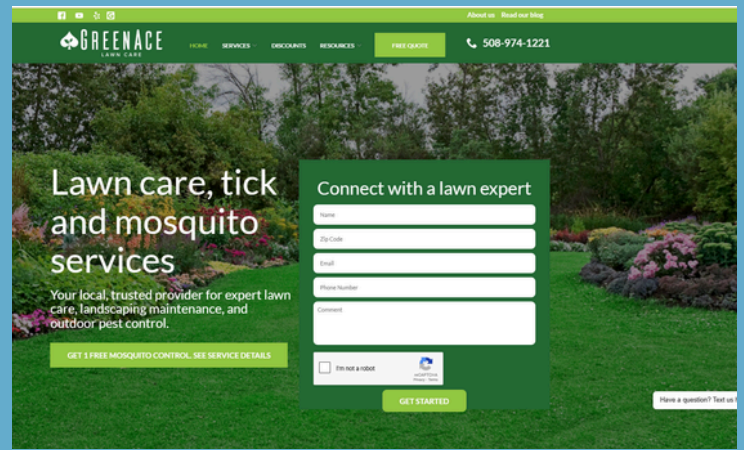 About us Read our blog
GREENACE
LAWN CARE
HOME SERVICES DISCOUNTS RESOURCES FREE QUOTE 508-974-1221
Lawn care, tick
and mosquito
services
Your local, trusted provider for expert lawn
care, landscaping maintenance, and
outdoor pest control.
GET 1 FREE MOSQUITO CONTROL, SEE SERVICE DETAILS
Connect with a lawn expert
Name
Zip Code
Email
Phone Number
Comment
I'm not a robot
reCAPTCHA
Privacy - Terms
GET STARTED
Have a question? Text us